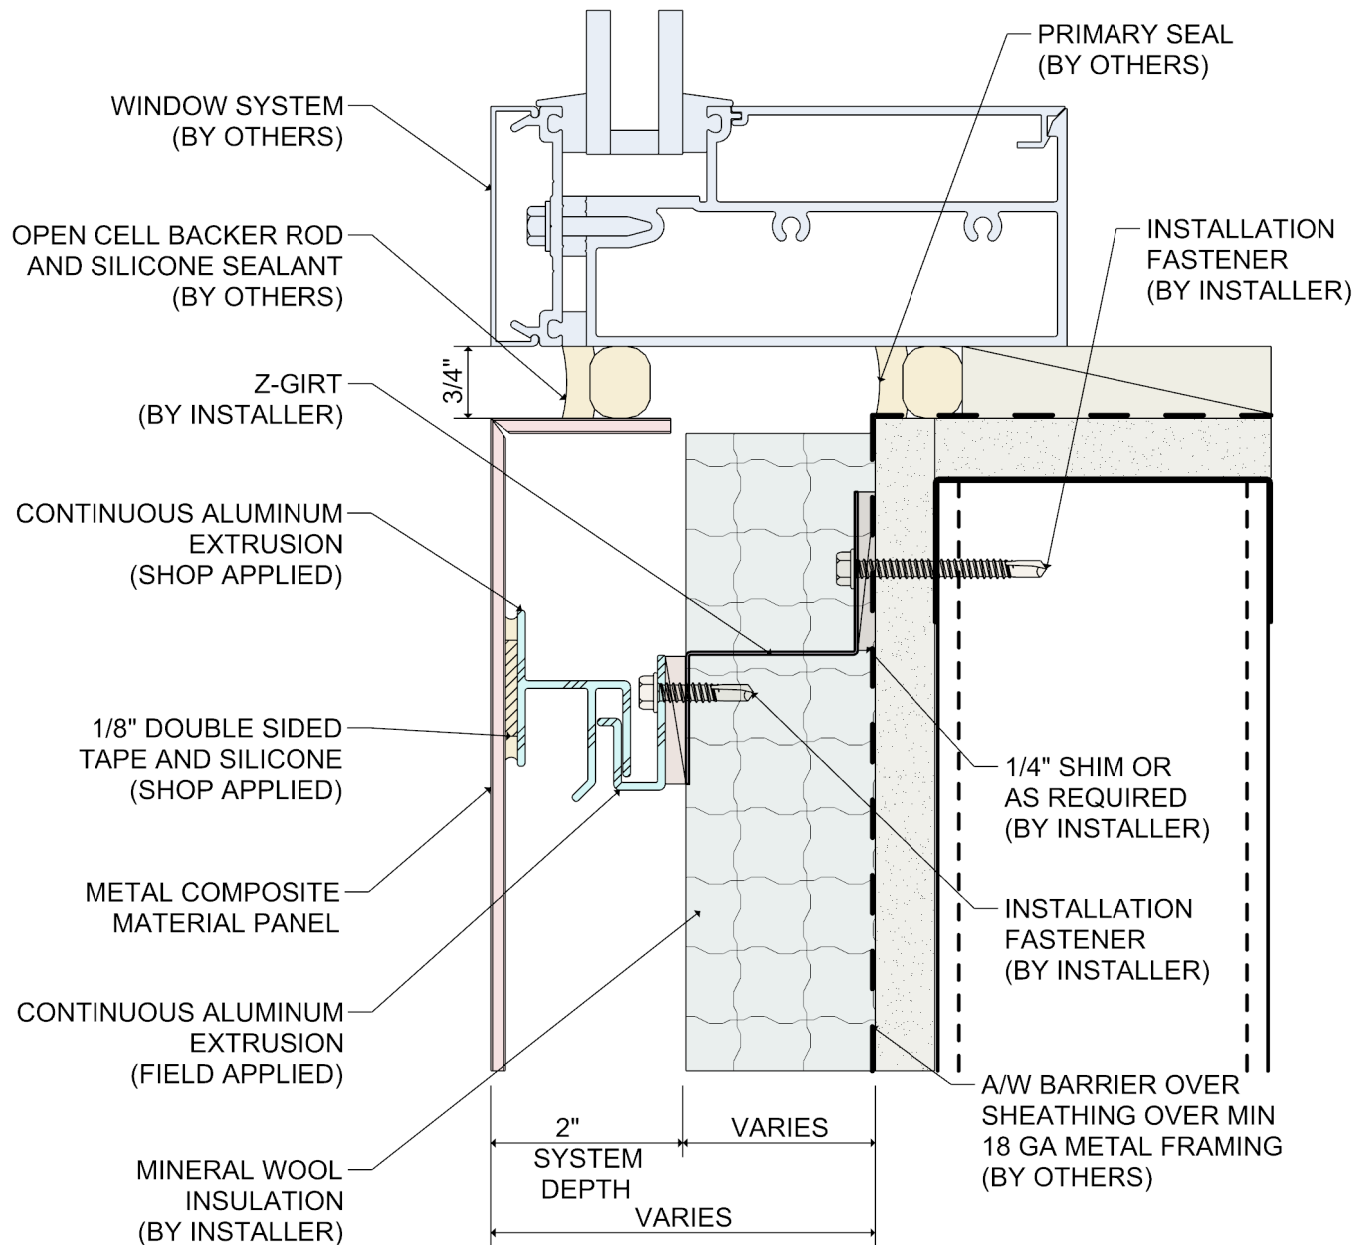 PRIMARY SEAL
(BY OTHERS)
WINDOW SYSTEM
(BY OTHERS)
OPEN CELL BACKER ROD
AND SILICONE SEALANT
(BY OTHERS)
INSTALLATION
FASTENER
(BY INSTALLER)
3/4"
Z-GIRT
(BY INSTALLER)
CONTINUOUS ALUMINUM
EXTRUSION
(SHOP APPLIED)
1/8" DOUBLE SIDED
TAPE AND SILICONE
(SHOP APPLIED)
1/4" SHIM OR
AS REQUIRED
(BY INSTALLER)
METAL COMPOSITE
MATERIAL PANEL
INSTALLATION
FASTENER
(BY INSTALLER)
CONTINUOUS ALUMINUM
EXTRUSION
(FIELD APPLIED)
A/W BARRIER OVER
SHEATHING OVER MIN
18 GA METAL FRAMING
(BY OTHERS)
2"
SYSTEM
DEPTH
VARIES
MINERAL WOOL
INSULATION
(BY INSTALLER)
VARIES